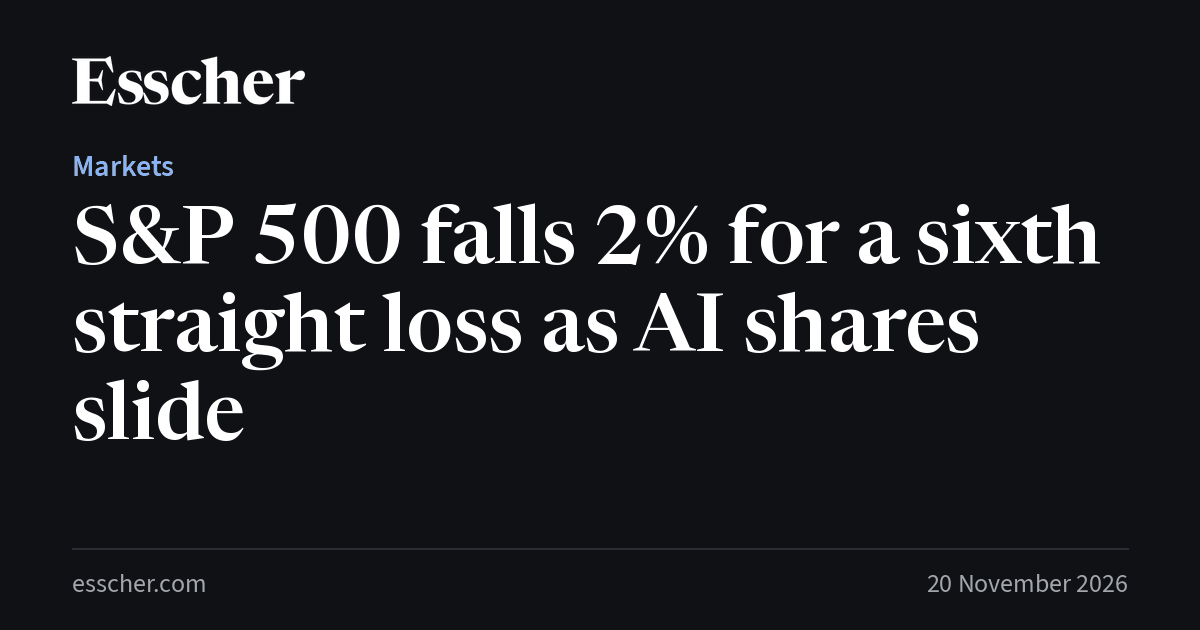 Esscher
Markets
S&P 500 falls 2% for a sixth
straight loss as AI shares
slide
esscher.com
20 November 2026